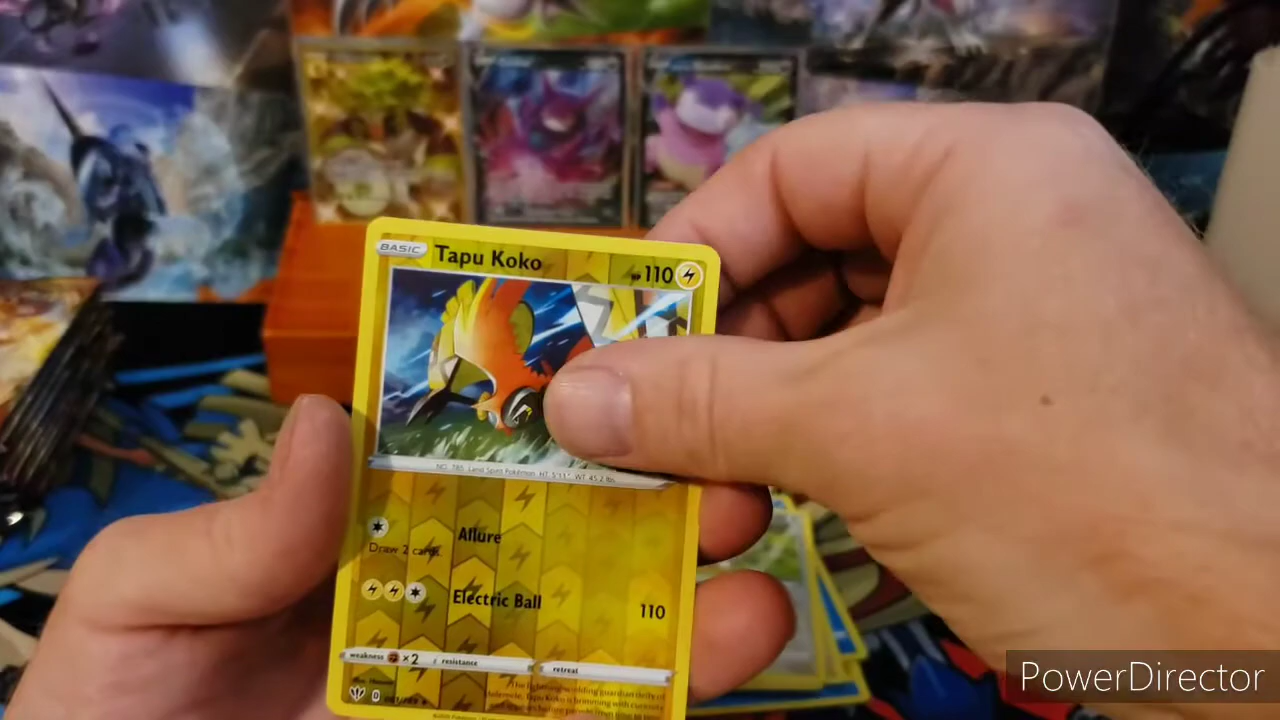 BASIC Tapu Koko HP 110
NO. 785 Land Spirit Pokémon HT 5'11" WT 45.2 lbs.
Allure
Draw 2 cards.
Electric Ball 110
weakness ×2 resistance retreat
PowerDirector